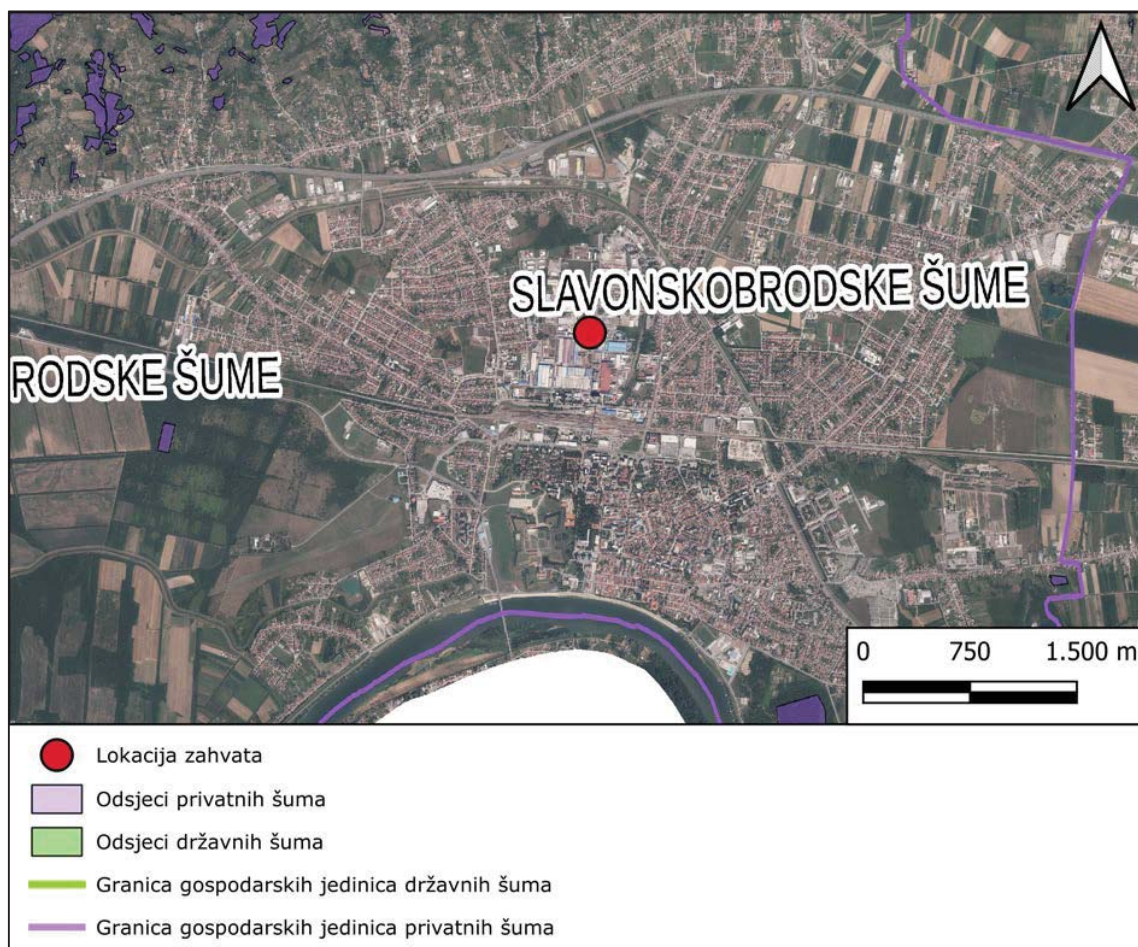 SLAVONSKOBRODSKE ŠUME
RODSKE ŠUME
0 750 1.500 m
Lokacija zahvata
Odsjeci privatnih šuma
Odsjeci državnih šuma
Granica gospodarskih jedinica državnih šuma
Granica gospodarskih jedinica privatnih šuma